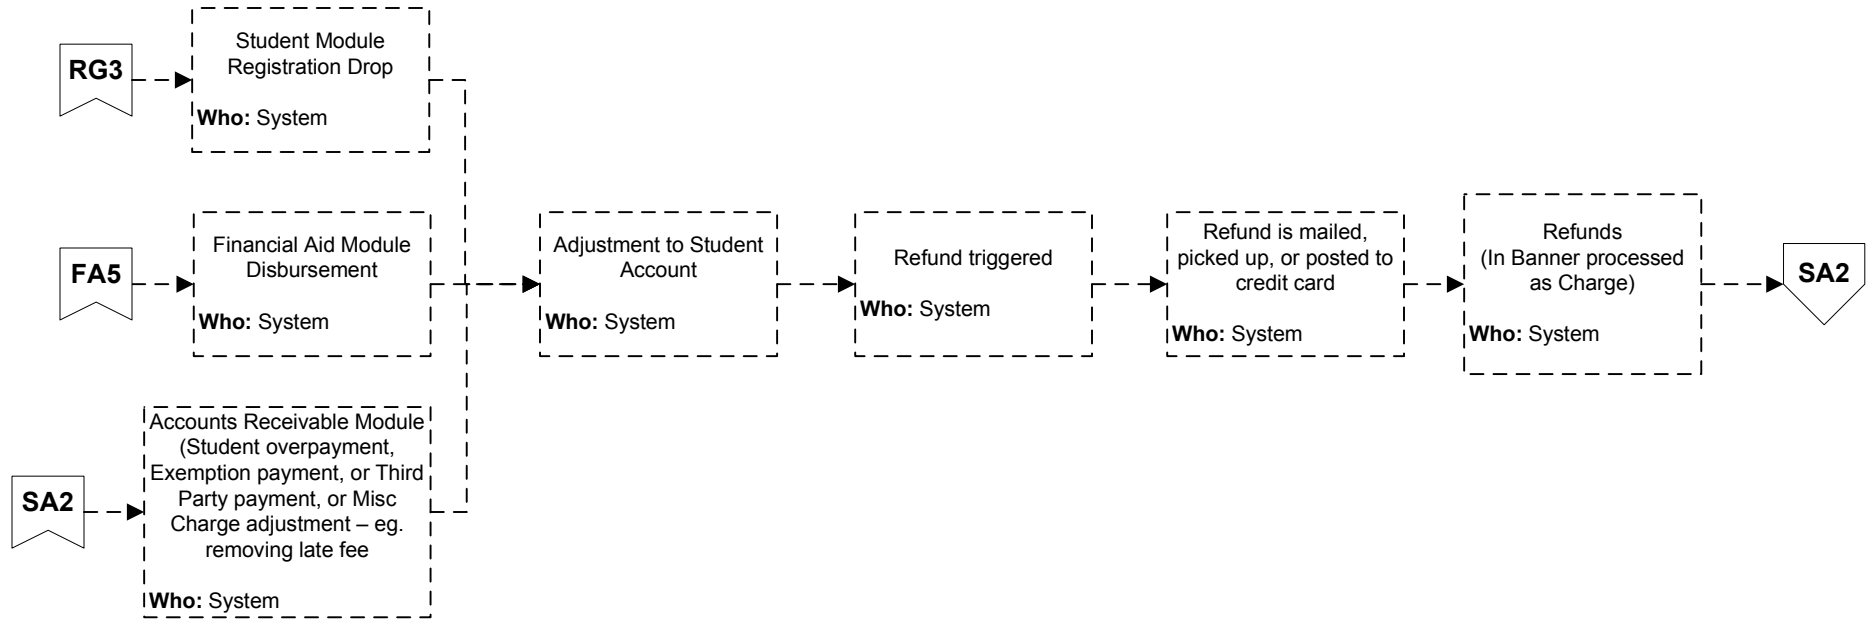 RG3
Student Module
Registration Drop
Who: System
FA5
Financial Aid Module
Disbursement
Who: System
SA2
Accounts Receivable Module
(Student overpayment,
Exemption payment, or Third
Party payment, or Misc
Charge adjustment – eg.
removing late fee
Who: System
Adjustment to Student
Account
Who: System
Refund triggered
Who: System
Refund is mailed,
picked up, or posted to
credit card
Who: System
Refunds
(In Banner processed
as Charge)
Who: System
SA2